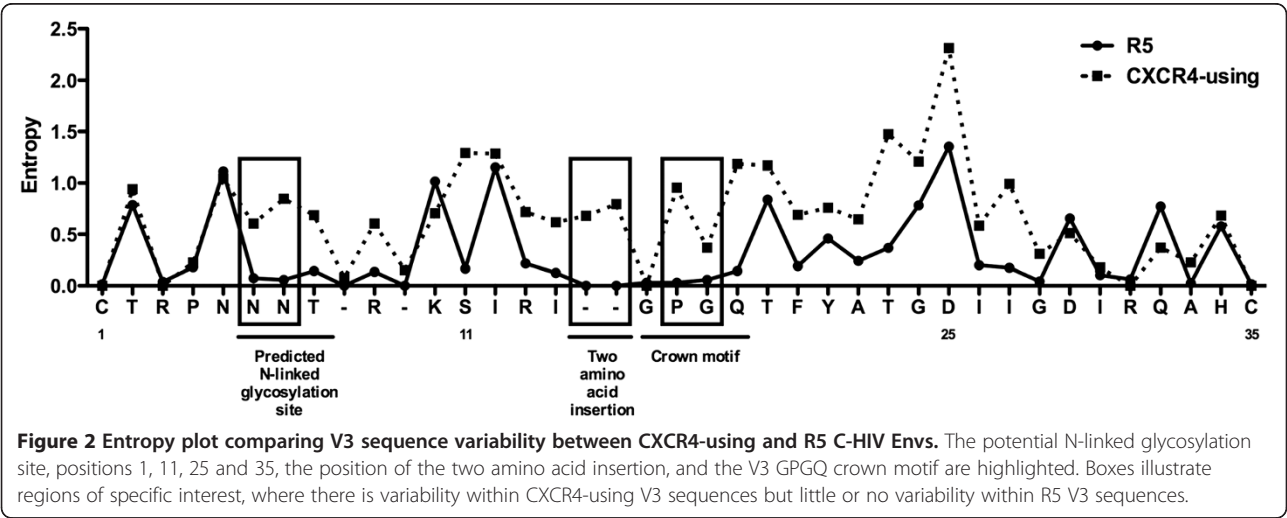 2.5
2.0
1.5
1.0
0.5
0.0
Entropy
R5
CXCR4-using
C T R P N N N T - R - K S I R I - - G P G Q T F Y A T G D I I G D I R Q A H C
1 11 25 35
Predicted
N-linked
glycosylation
site
Two
amino
acid
insertion
Crown motif
Figure 2 Entropy plot comparing V3 sequence variability between CXCR4-using and R5 C-HIV Envs. The potential N-linked glycosylation
site, positions 1, 11, 25 and 35, the position of the two amino acid insertion, and the V3 GPGQ crown motif are highlighted. Boxes illustrate
regions of specific interest, where there is variability within CXCR4-using V3 sequences but little or no variability within R5 V3 sequences.